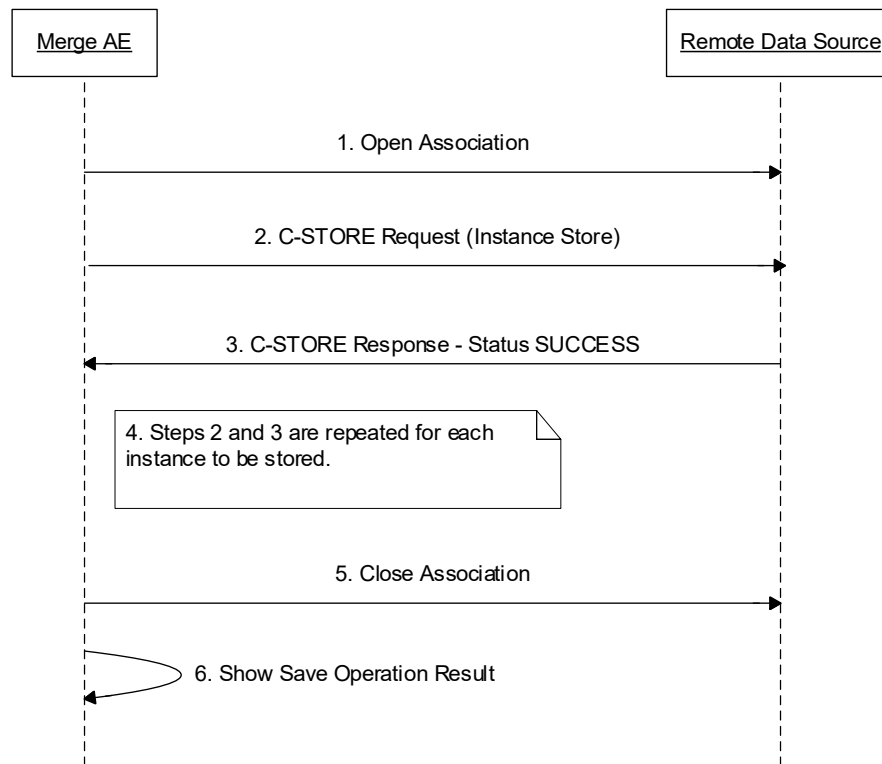 Merge AE
Remote Data Source
1. Open Association
2. C-STORE Request (Instance Store)
3. C-STORE Response - Status SUCCESS
4. Steps 2 and 3 are repeated for each
instance to be stored.
5. Close Association
6. Show Save Operation Result